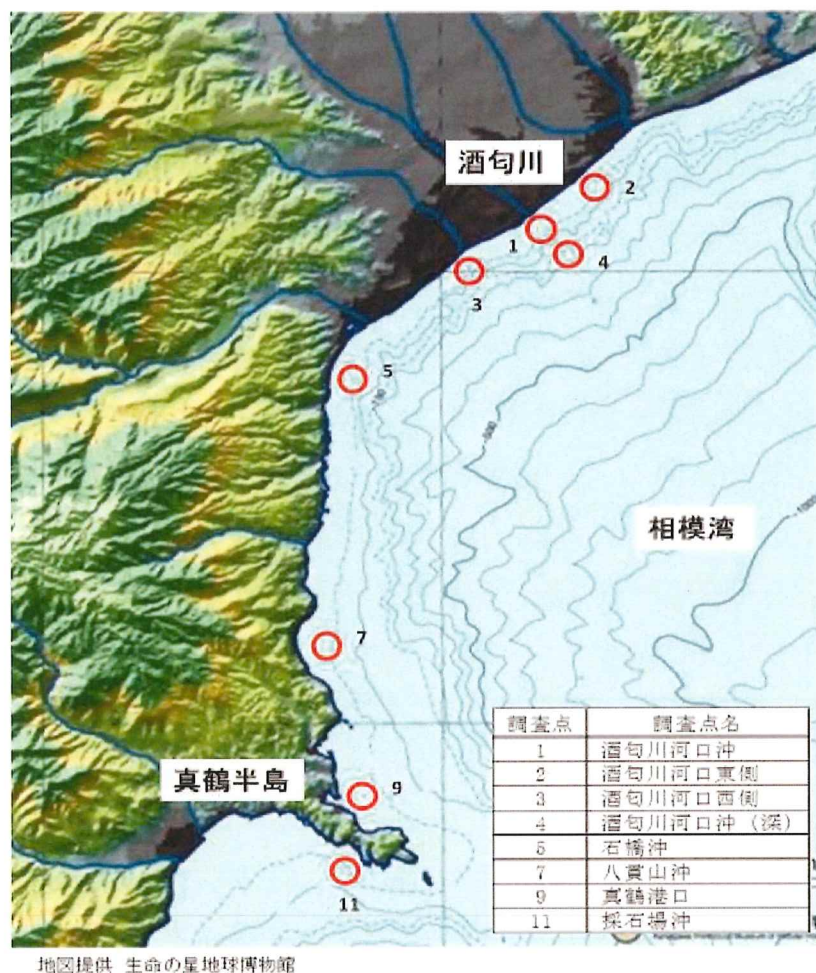 酒匂川
2
1
4
3
5
-100
-500
相模湾
-1000
7
真鶴半島
9
11
調査点 調査点名
1 酒匂川河口沖
2 酒匂川河口東側
3 酒匂川河口西側
4 酒匂川河口沖（深）
5 石橋沖
7 八貫山沖
9 真鶴港口
11 採石場沖
地図提供 生命の星地球博物館